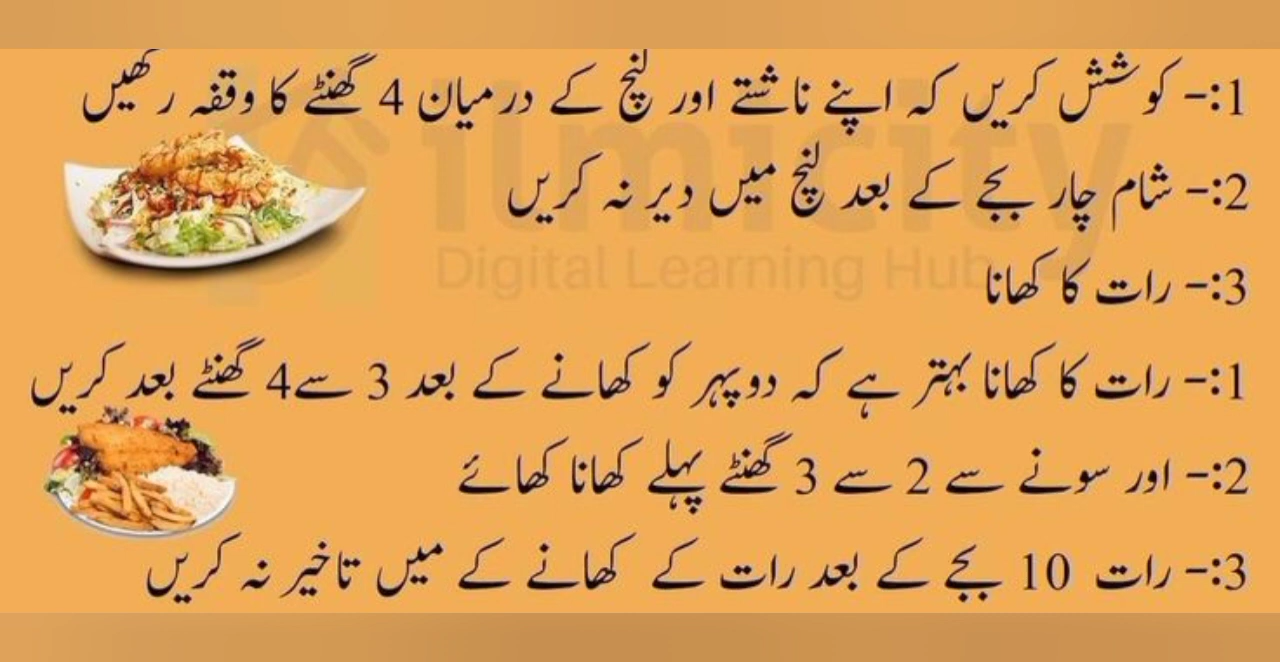 1:- کوشش کریں کہ اپنے ناشتے اور لنچ کے درمیان 4 گھنٹے کا وقفہ رکھیں
2:- شام چار بجے کے بعد لنچ میں دیر نہ کریں
3:- رات کا کھانا
1:- رات کا کھانا بہتر ہے کہ دوپہر کو کھانے کے بعد 3 سے 4 گھنٹے بعد کریں
2:- اور سونے سے 2 سے 3 گھنٹے پہلے کھانا کھائے
3:- رات 10 بجے کے بعد رات کے کھانے کے میں تاخیر نہ کریں
ilmicity
Digital Learning Hub